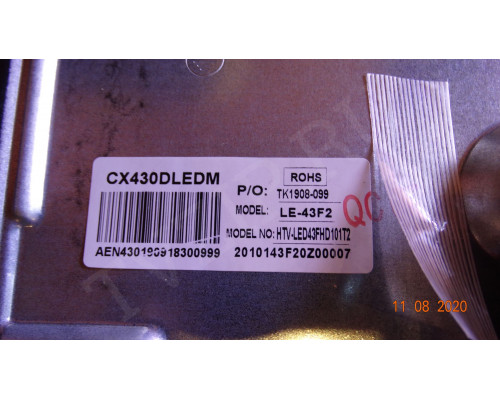 CX430DLEDM
ROHS
P/O: TK1908-099
MODEL: LE-43F2
MODEL NO: HTV-LED43FHD101T2
AEN430190918300999
2010143F20Z00007
QC
11 08 2020